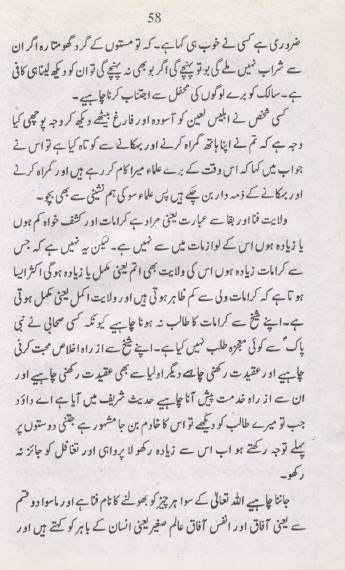 58
ضروری ہے کسی نے خوب ہی کہا ہے۔ کہ تو مستوں کے گرد گھومتا رہ اگر ان
سے شراب نہیں ملے گی بو تو پہنچے گی اگر بو بھی نہ پہنچے گی تو ان کو دیکھ لینا ہی کافی
ہے۔ سالک کو برے لوگوں کی محفل سے اجتناب کرنا چاہیے۔
کسی شخص نے ابلیس لعین کو آسودہ اور فارغ بیٹھے دیکھ کر وجہ پوچھی کیا
وجہ ہے کہ تم نے اپنا ہاتھ گمراہ کرنے اور بہکانے سے کوتاہ کیا ہے تو اس نے
جواب میں کہا کہ اس وقت کے برے علماء میرا کام کر رہے ہیں اور گمراہ کرنے
اور بہکانے کے ذمہ دار بن چکے ہیں پس علماء سو کی ہم نشینی سے بھی بچو۔
ولایت فنا اور بقا سے عبارت یعنی مراد ہے کرامات اور کشف خواہ کم ہوں
یا زیادہ ہوں اس کے لوازمات میں سے نہیں ہے۔ لیکن یہ نہیں ہے کہ جس
سے کرامات زیادہ ہوں اس کی ولایت بھی اتم یعنی مکمل یا زیادہ ہوگی اکثر ایسا
ہوتا ہے کہ کرامات ولی سے کم ظاہر ہوتی ہیں اور ولایت اکمل یعنی مکمل ہوتی
ہے۔ اپنے شیخ سے کرامات کا طالب نہ ہونا چاہیے کیونکہ کسی صحابی نے نبی
پاکؐ سے کوئی معجزہ طلب نہیں کیا ہے۔ اپنے شیخ سے از راہ اخلاص محبت کرنی
چاہیے اور عقیدت رکھنی چاہیے دیگر اولیا سے بھی عقیدت رکھنی چاہیے اور
ان سے از راہ خدمت پیش آنا چاہیے حدیث شریف میں آیا ہے اے داؤد
جب تو میرے طالب کو دیکھے تو اس کا خادم بن جا مشہور ہے جتنی دوستوں پر
پہلے توجہ رکھتے ہو اب اس سے زیادہ رکھو لا پرواہی اور تغافل کو جائز نہ
رکھو۔
جاننا چاہیے اللہ تعالیٰ کے سوا ہر چیز کو بھولنے کا نام فنا ہے اور ماسوا دو قسم
سے یعنی آفاق اور انفس آفاق عالم صغیر یعنی انسان کے باہر کو کہتے ہیں اور